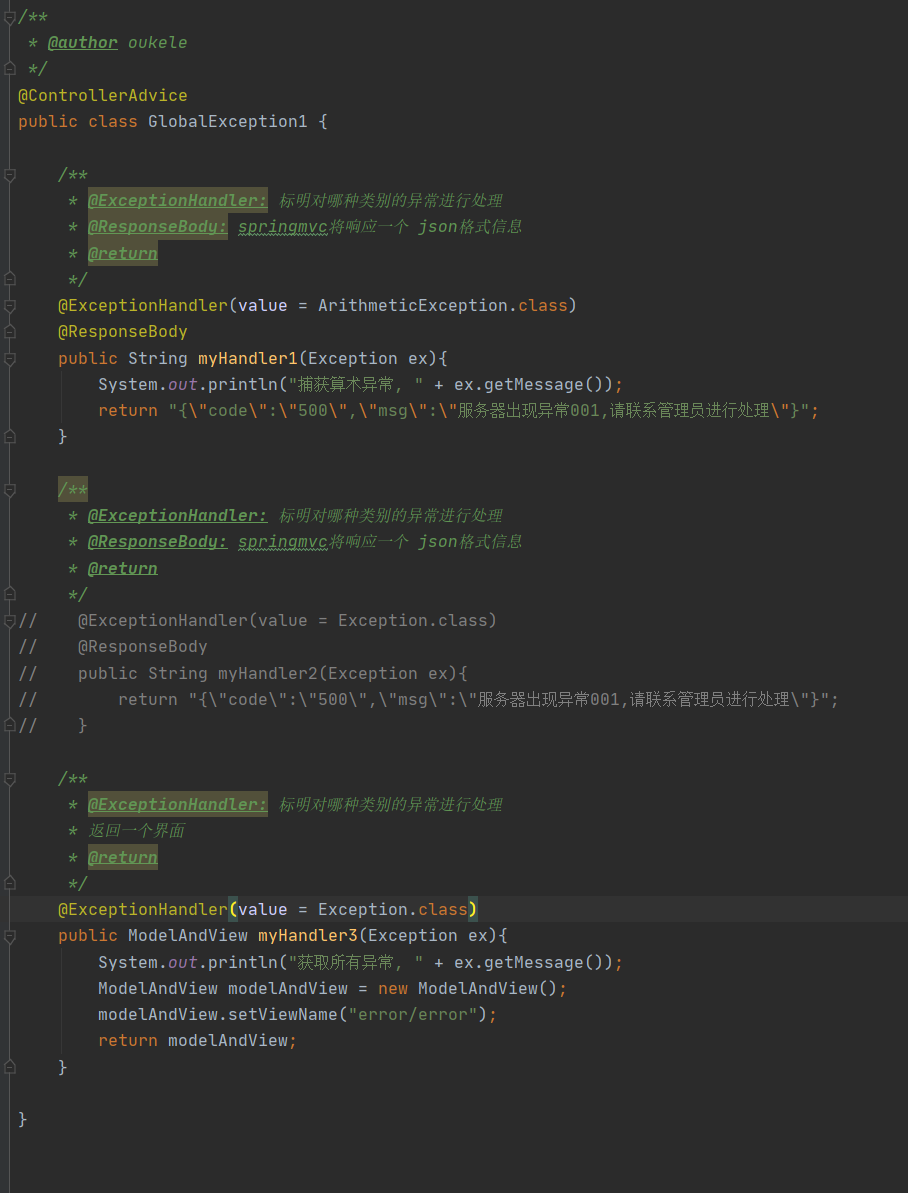 /**
 * @author oukele
 */
@ControllerAdvice
public class GlobalException1 {
    /**
     * @ExceptionHandler: 标明对哪种类别的异常进行处理
     * @ResponseBody: springmvc将响应一个 json格式信息
     * @return
     */
    @ExceptionHandler(value = ArithmeticException.class)
    @ResponseBody
    public String myHandler1(Exception ex){
        System.out.println("捕获算术异常, " + ex.getMessage());
        return "{\"code\":\"500\",\"msg\":\"服务器出现异常001,请联系管理员进行处理\"}";
    }
    /**
     * @ExceptionHandler: 标明对哪种类别的异常进行处理
     * @ResponseBody: springmvc将响应一个 json格式信息
     * @return
     */
//    @ExceptionHandler(value = Exception.class)
//    @ResponseBody
//    public String myHandler2(Exception ex){
//        return "{\"code\":\"500\",\"msg\":\"服务器出现异常001,请联系管理员进行处理\"}";
//    }
    /**
     * @ExceptionHandler: 标明对哪种类别的异常进行处理
     * 返回一个界面
     * @return
     */
    @ExceptionHandler(value = Exception.class)
    public ModelAndView myHandler3(Exception ex){
        System.out.println("获取所有异常, " + ex.getMessage());
        ModelAndView modelAndView = new ModelAndView();
        modelAndView.setViewName("error/error");
        return modelAndView;
    }
}